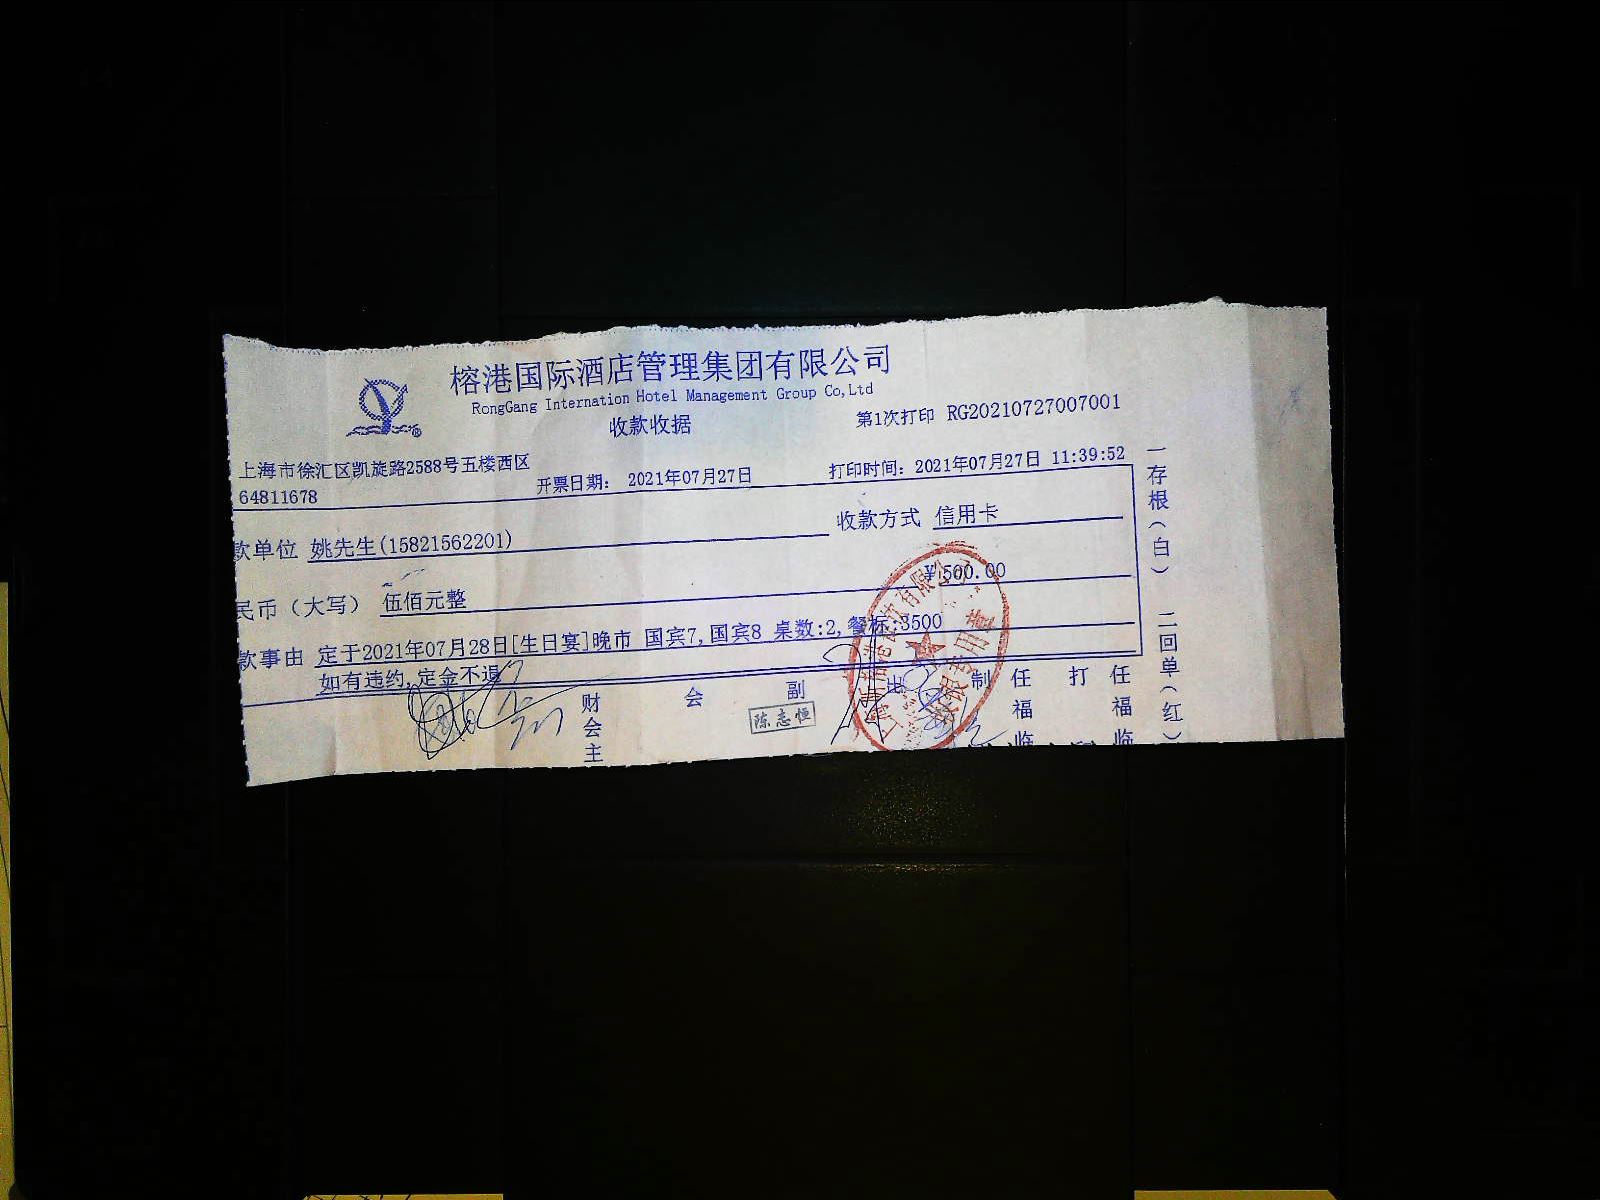 榕港国际酒店管理集团有限公司
RongGang Internation Hotel Management Group Co,Ltd
收款收据
第1次打印 RG20210727007001
上海市徐汇区凯旋路2588号五楼西区
64811678
开票日期： 2021年07月27日
打印时间：2021年07月27日 11:39:52
款单位 姚先生(15821562201)
收款方式 信用卡
民币（大写） 伍佰元整
¥500.00
款事由 定于2021年07月28日[生日宴]晚市 国宾7,国宾8 桌数:2,餐标:3500
如有违约,定金不退
财会主
会
副
陈志恒
出
制 任福临
打 任福临
一存根（白） 二回单（红）